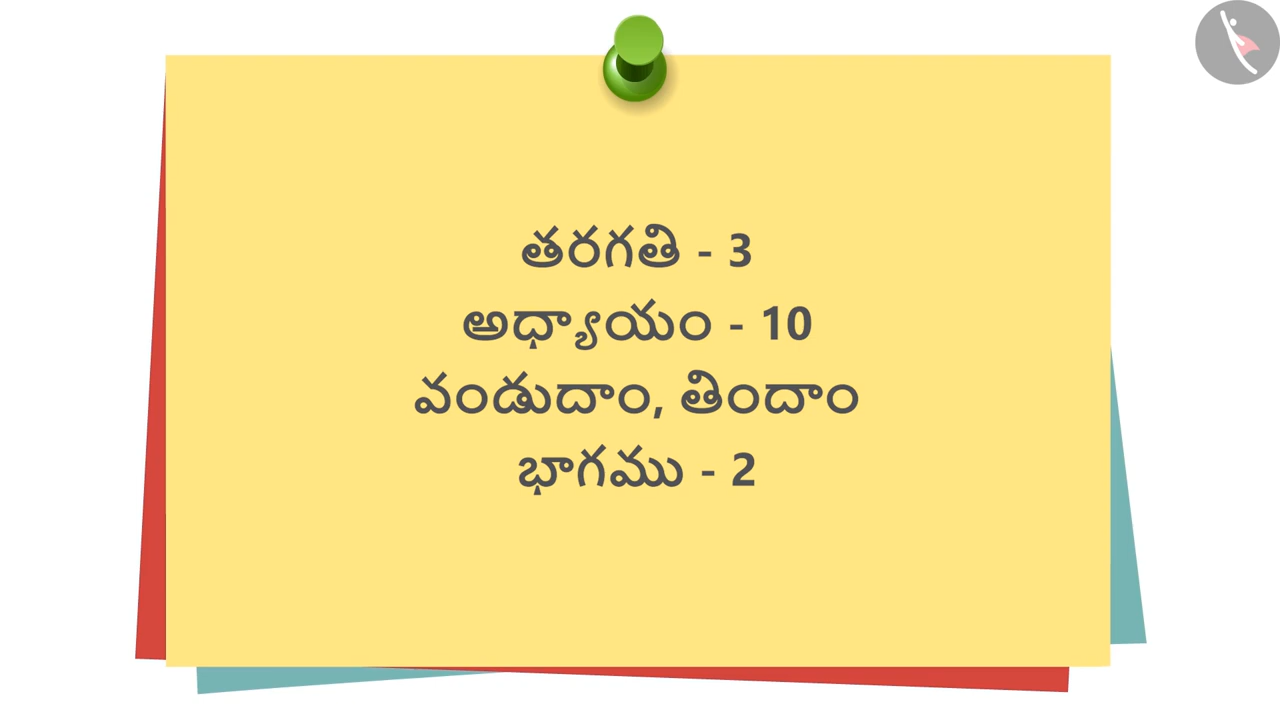 తరగతి - 3
అధ్యాయం - 10
వండుదాం, తిందాం
భాగము - 2